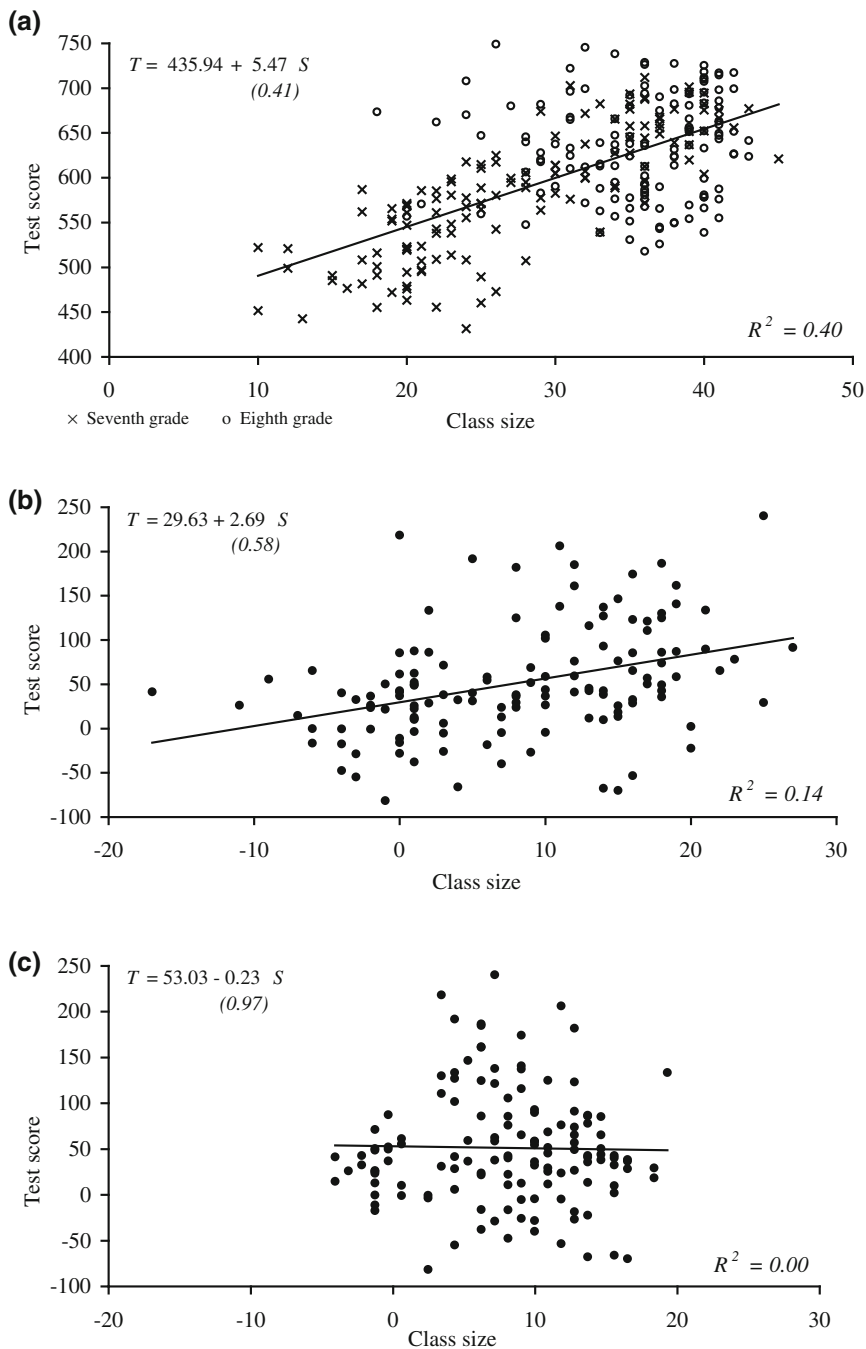 (a)
750
700
650
600
550
500
450
400
Test score
T = 435.94 + 5.47 S
(0.41)
R² = 0.40
0 10 20 30 40 50
× Seventh grade o Eighth grade Class size
(b)
250
200
150
100
50
0
-50
-100
Test score
T = 29.63 + 2.69 S
(0.58)
R² = 0.14
-20 -10 0 10 20 30
Class size
(c)
250
200
150
100
50
0
-50
-100
Test score
T = 53.03 - 0.23 S
(0.97)
R² = 0.00
-20 -10 0 10 20 30
Class size